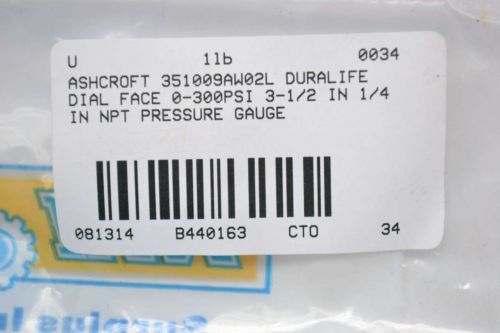 U 1lb 0034
ASHCROFT 351009AW02L DURALIFE
DIAL FACE 0-300PSI 3-1/2 IN 1/4
IN NPT PRESSURE GAUGE
081314 B440163 CTO 34
Surplus